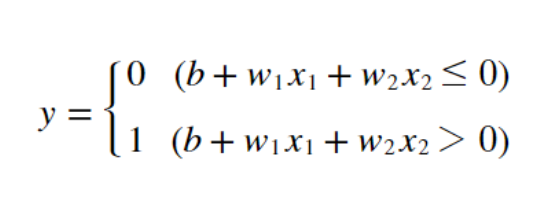 0 (b + w₁x₁ + w₂x₂ ≤ 0)
y = {
1 (b + w₁x₁ + w₂x₂ > 0)